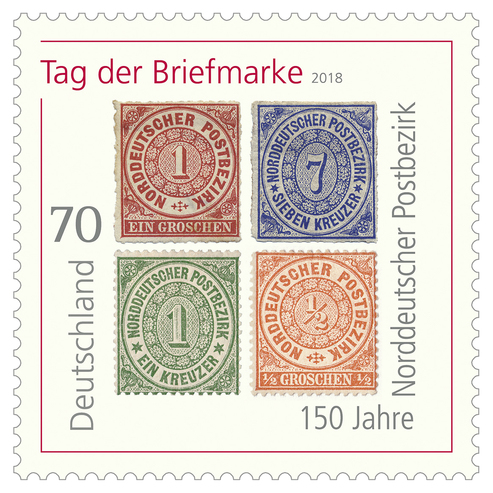 Tag der Briefmarke 2018
NORDDEUTSCHER POSTBEZIRK
1
EIN GROSCHEN
NORDDEUTSCHER POSTBEZIRK
7
SIEBEN KREUZER
70
Deutschland
NORDDEUTSCHER POSTBEZIRK
1
EIN KREUZER
NORDDEUTSCHER POSTBEZIRK
1/2
1/2 GROSCHEN 1/2
Norddeutscher Postbezirk
150 Jahre